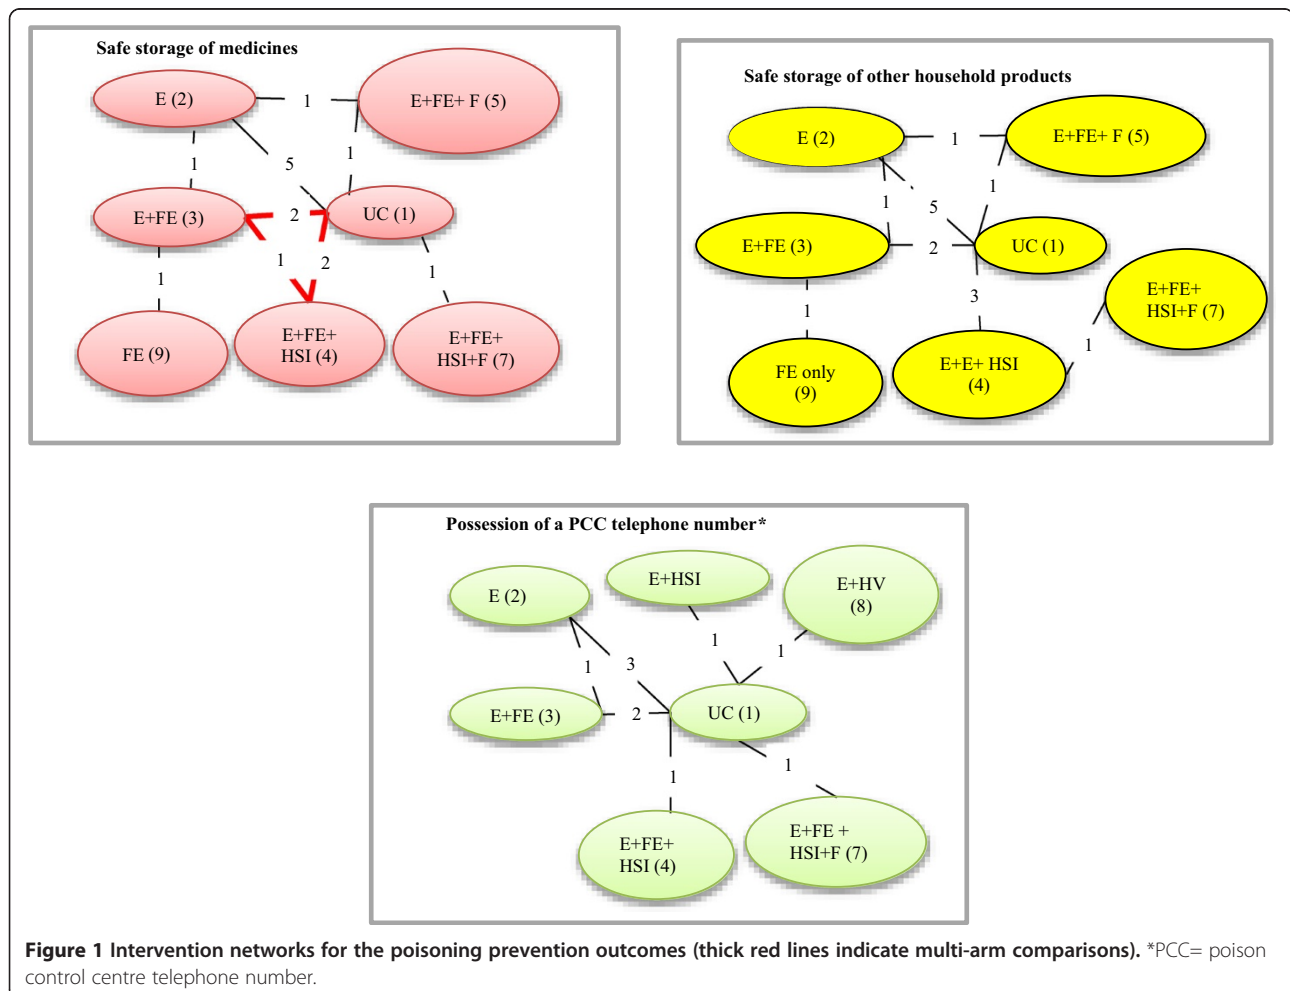 Safe storage of medicines
E (2)
1
E+FE+ F (5)
1
5
1
E+FE (3)
2
UC (1)
1
1
2
1
FE (9)
E+FE+
HSI (4)
E+FE+
HSI+F (7)
Safe storage of other household products
E (2)
1
E+FE+ F (5)
1
5
1
E+FE (3)
2
UC (1)
3
E+FE+
HSI+F (7)
1
1
FE only
(9)
E+E+ HSI
(4)
Possession of a PCC telephone number*
E (2)
E+HSI
E+HV
(8)
1
3
1
1
E+FE (3)
2
UC (1)
1
1
E+FE+
HSI (4)
E+FE +
HSI+F (7)
Figure 1 Intervention networks for the poisoning prevention outcomes (thick red lines indicate multi-arm comparisons). *PCC= poison
control centre telephone number.